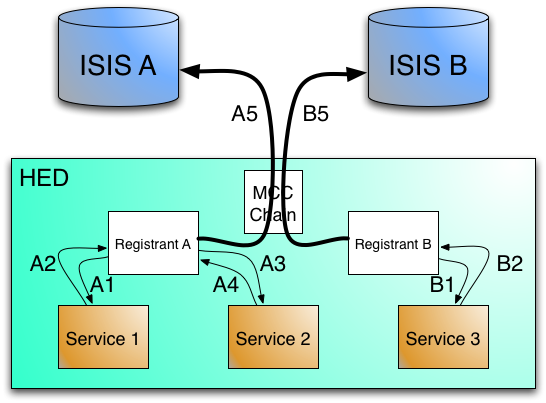 ISIS A
ISIS B
A5
B5
HED
MCC
Chain
Registrant A
Registrant B
A2
A1
A3
A4
B1
B2
Service 1
Service 2
Service 3